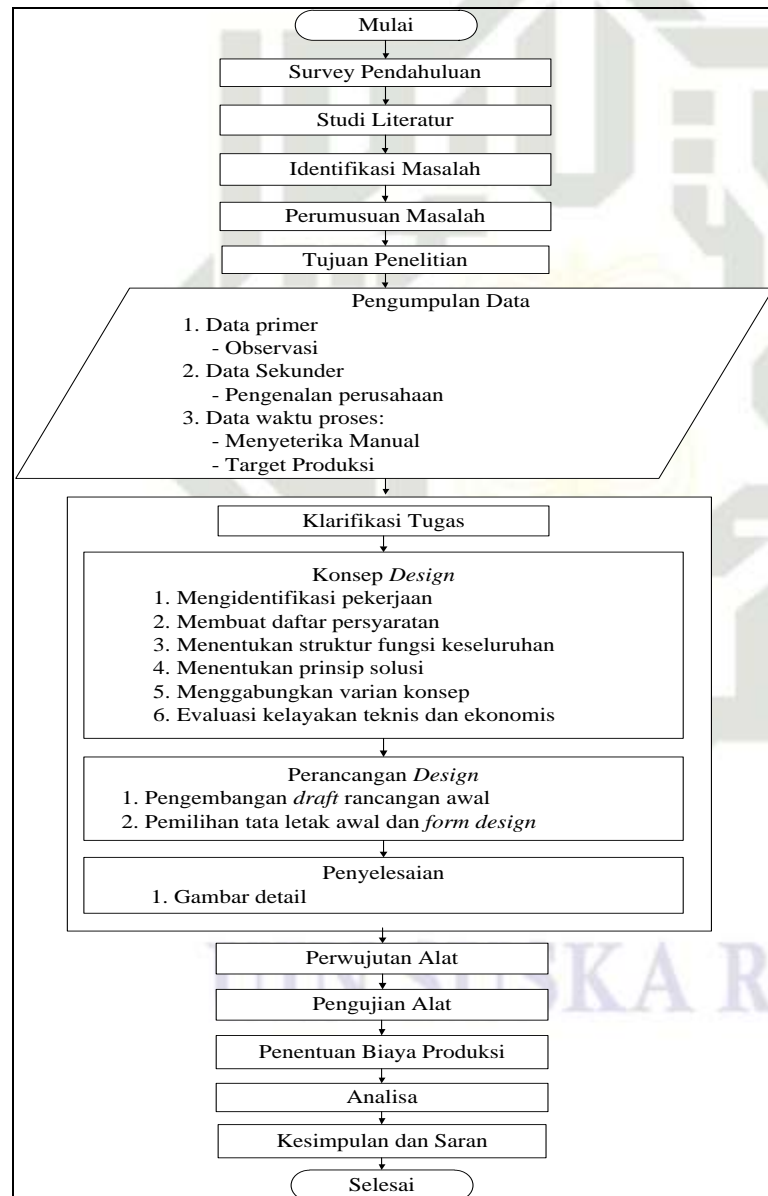 Mulai
Survey Pendahuluan
Studi Literatur
Identifikasi Masalah
Perumusuan Masalah
Tujuan Penelitian
Pengumpulan Data
1. Data primer
- Observasi
2. Data Sekunder
- Pengenalan perusahaan
3. Data waktu proses:
- Menyeterika Manual
- Target Produksi
Klarifikasi Tugas
Konsep Design
1. Mengidentifikasi pekerjaan
2. Membuat daftar persyaratan
3. Menentukan struktur fungsi keseluruhan
4. Menentukan prinsip solusi
5. Menggabungkan varian konsep
6. Evaluasi kelayakan teknis dan ekonomis
Perancangan Design
1. Pengembangan draft rancangan awal
2. Pemilihan tata letak awal dan form design
Penyelesaian
1. Gambar detail
Perwujutan Alat
Pengujian Alat
Penentuan Biaya Produksi
Analisa
Kesimpulan dan Saran
Selesai
UIN SUSKA R